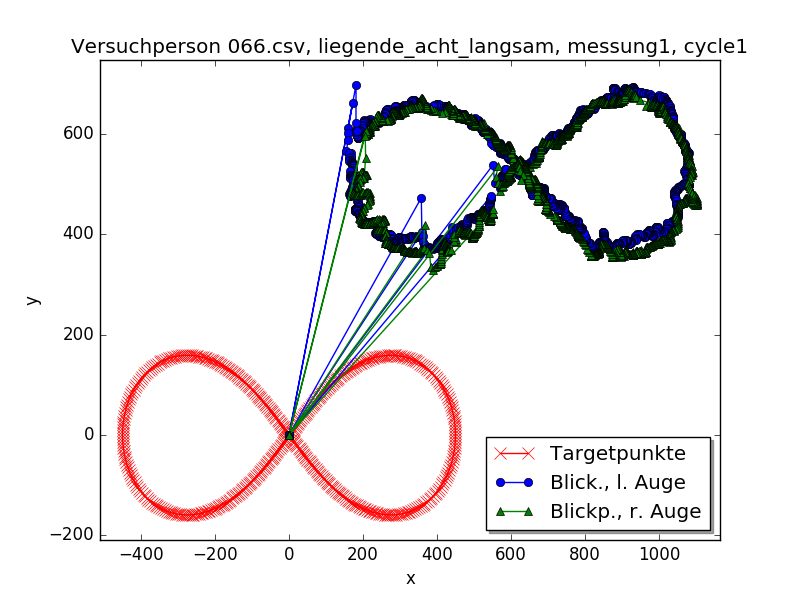 Versuchperson 066.csv, liegende_acht_langsam, messung1, cycle1
y
600
400
200
0
−200
−400 −200 0 200 400 600 800 1000
x
Targetpunkte
Blick., l. Auge
Blickp., r. Auge